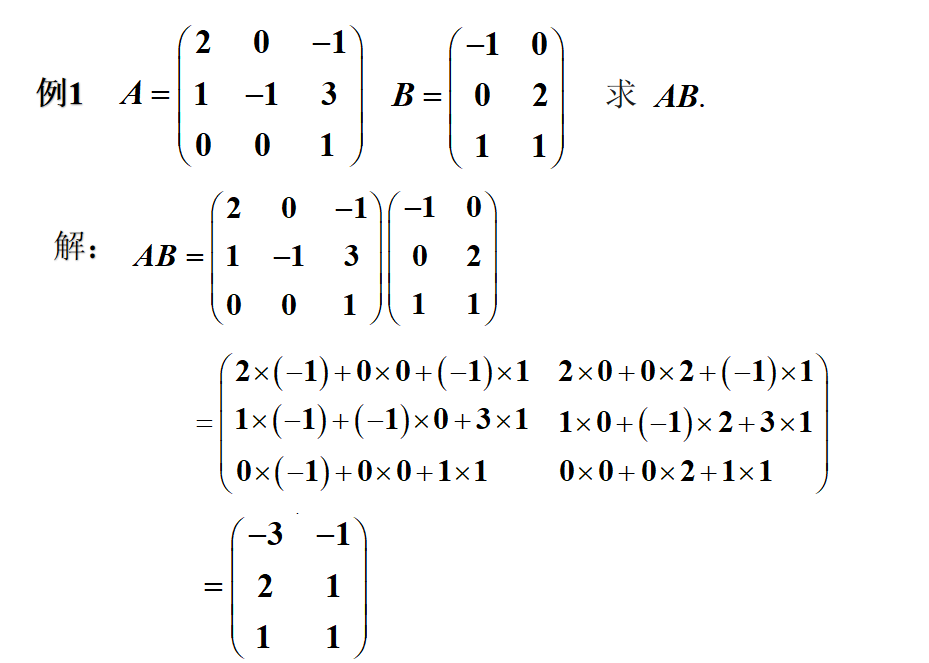 例1 A = ( 2 0 −1 ; 1 −1 3 ; 0 0 1 ) B = ( −1 0 ; 0 2 ; 1 1 ) 求 AB.
解： AB = ( 2 0 −1 ; 1 −1 3 ; 0 0 1 ) ( −1 0 ; 0 2 ; 1 1 )
= ( 2×(−1)+0×0+(−1)×1 2×0+0×2+(−1)×1
1×(−1)+(−1)×0+3×1 1×0+(−1)×2+3×1
0×(−1)+0×0+1×1 0×0+0×2+1×1 )
= ( −3 −1
2 1
1 1 )